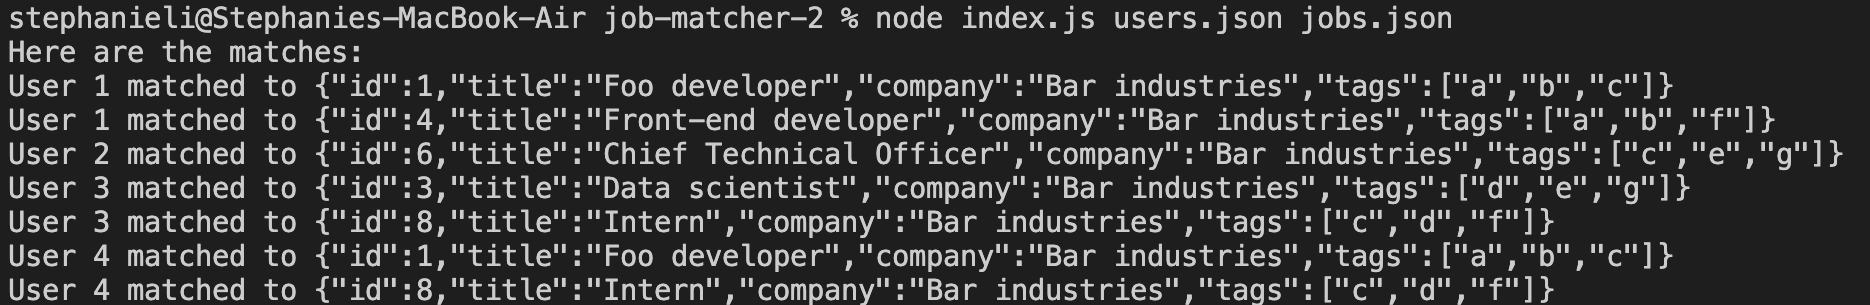 stephanieli@Stephanies-MacBook-Air job-matcher-2 % node index.js users.json jobs.json
Here are the matches:
User 1 matched to {"id":1,"title":"Foo developer","company":"Bar industries","tags":["a","b","c"]}
User 1 matched to {"id":4,"title":"Front-end developer","company":"Bar industries","tags":["a","b","f"]}
User 2 matched to {"id":6,"title":"Chief Technical Officer","company":"Bar industries","tags":["c","e","g"]}
User 3 matched to {"id":3,"title":"Data scientist","company":"Bar industries","tags":["d","e","g"]}
User 3 matched to {"id":8,"title":"Intern","company":"Bar industries","tags":["c","d","f"]}
User 4 matched to {"id":1,"title":"Foo developer","company":"Bar industries","tags":["a","b","c"]}
User 4 matched to {"id":8,"title":"Intern","company":"Bar industries","tags":["c","d","f"]}